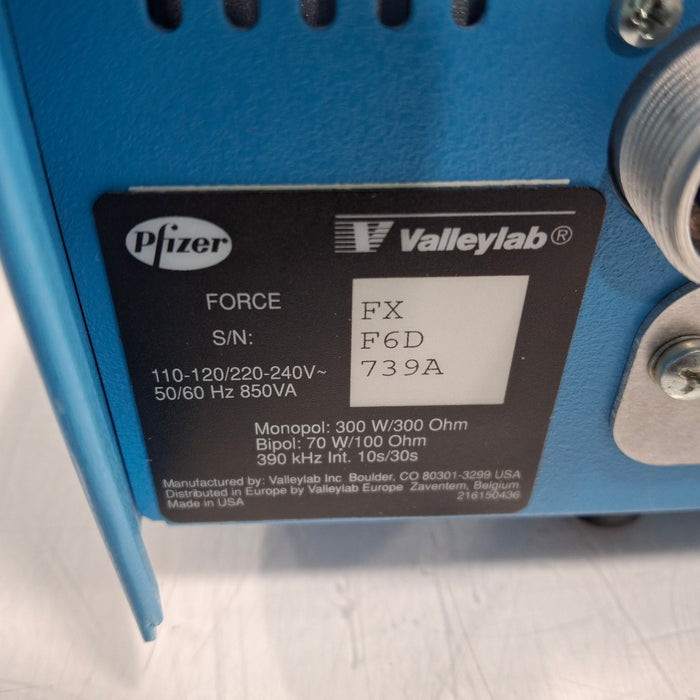 Pfizer
Valleylab®
FORCE FX
S/N: F6D
739A
110-120/220-240V~
50/60 Hz 850VA
Monopol: 300 W/300 Ohm
Bipol: 70 W/100 Ohm
390 kHz Int. 10s/30s
Manufactured by: Valleylab Inc Boulder, CO 80301-3299 USA
Distributed in Europe by Valleylab Europe Zaventem, Belgium.
Made in USA 216150436